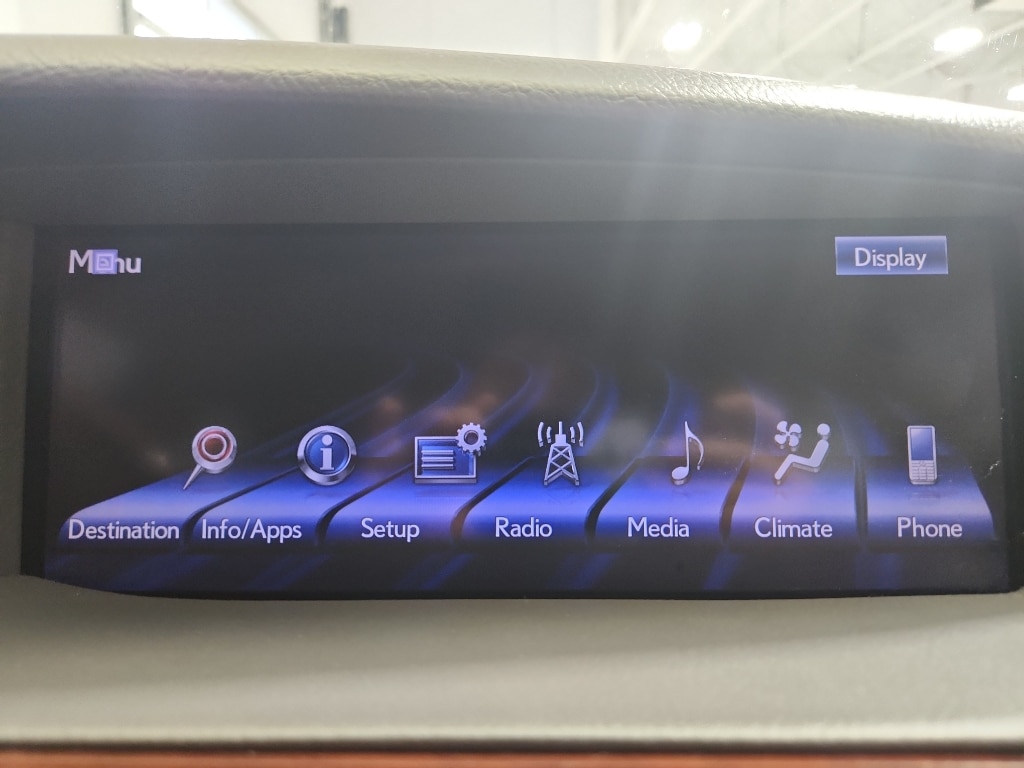 Menu
Display
Destination
Info/Apps
Setup
Radio
Media
Climate
Phone